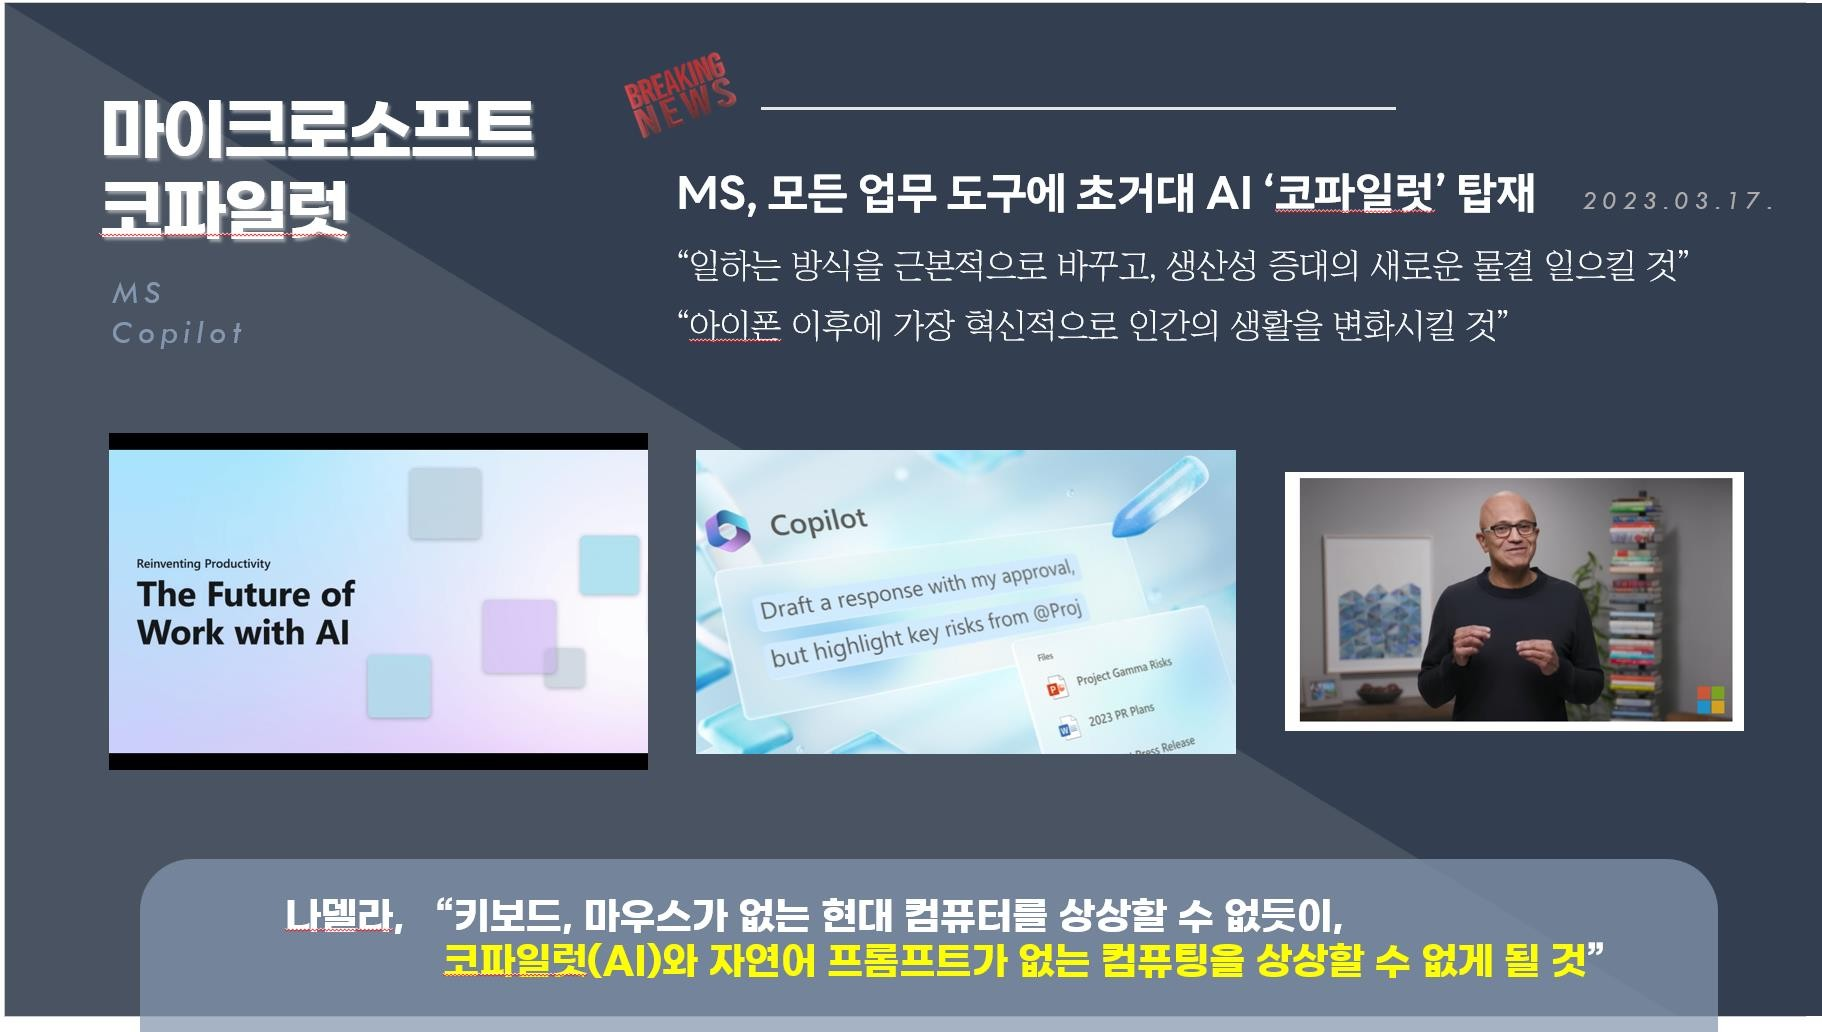 마이크로소프트
코파일럿
MS
Copilot
BREAKING
NEWS
MS, 모든 업무 도구에 초거대 AI ‘코파일럿’ 탑재
2023.03.17.
“일하는 방식을 근본적으로 바꾸고, 생산성 증대의 새로운 물결 일으킬 것”
“아이폰 이후에 가장 혁신적으로 인간의 생활을 변화시킬 것”
Reinventing Productivity
The Future of
Work with AI
Copilot
Draft a response with my approval,
but highlight key risks from @Proj
Files
Project Gamma Risks
2023 PR Plans
Press Release
나델라, “키보드, 마우스가 없는 현대 컴퓨터를 상상할 수 없듯이,
코파일럿(AI)와 자연어 프롬프트가 없는 컴퓨팅을 상상할 수 없게 될 것”